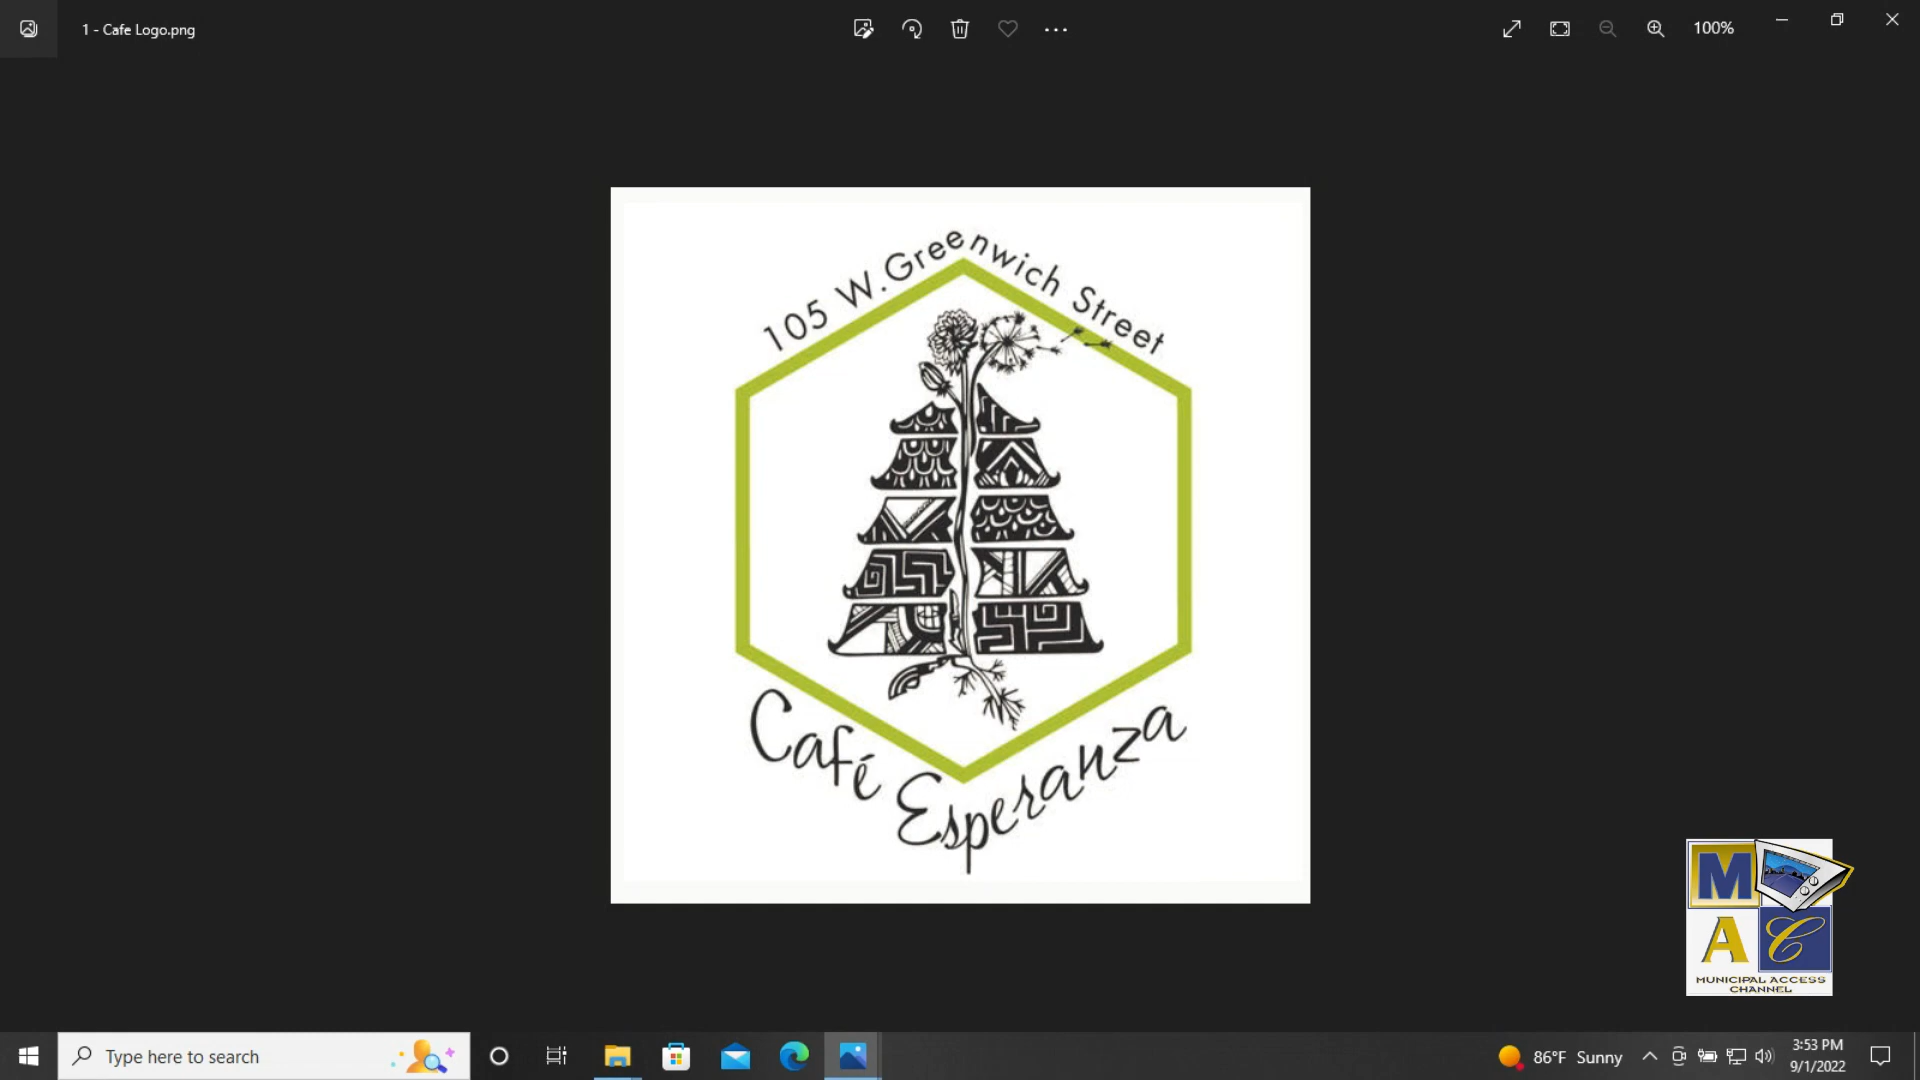 1 - Cafe Logo.png
100%
105 W. Greenwich Street
Café Esperanza
M
A C
MUNICIPAL ACCESS
CHANNEL
Type here to search
86°F Sunny
3:53 PM
9/1/2022